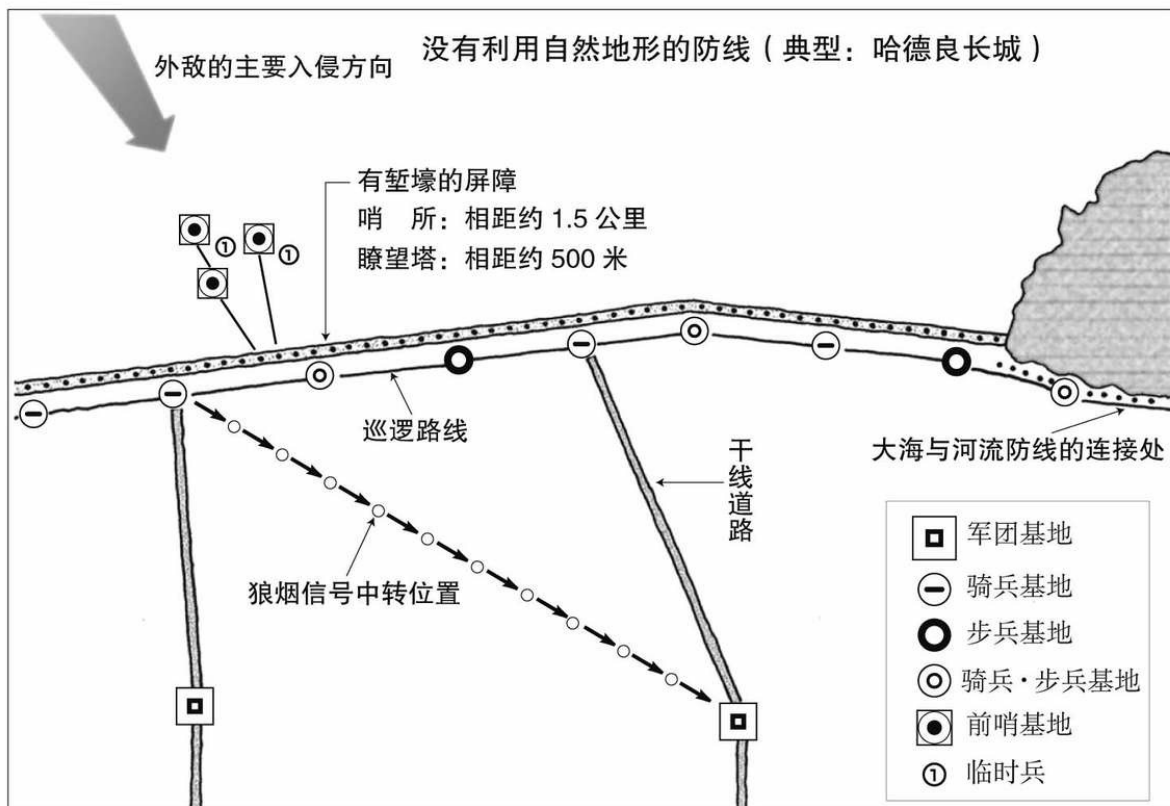 没有利用自然地形的防线（典型：哈德良长城）
外敌的主要入侵方向
有堑壕的屏障
哨　所：相距约 1.5 公里
瞭望塔：相距约 500 米
①
①
巡逻路线
大海与河流防线的连接处
干线道路
狼烟信号中转位置
军团基地
骑兵基地
步兵基地
骑兵·步兵基地
前哨基地
① 临时兵